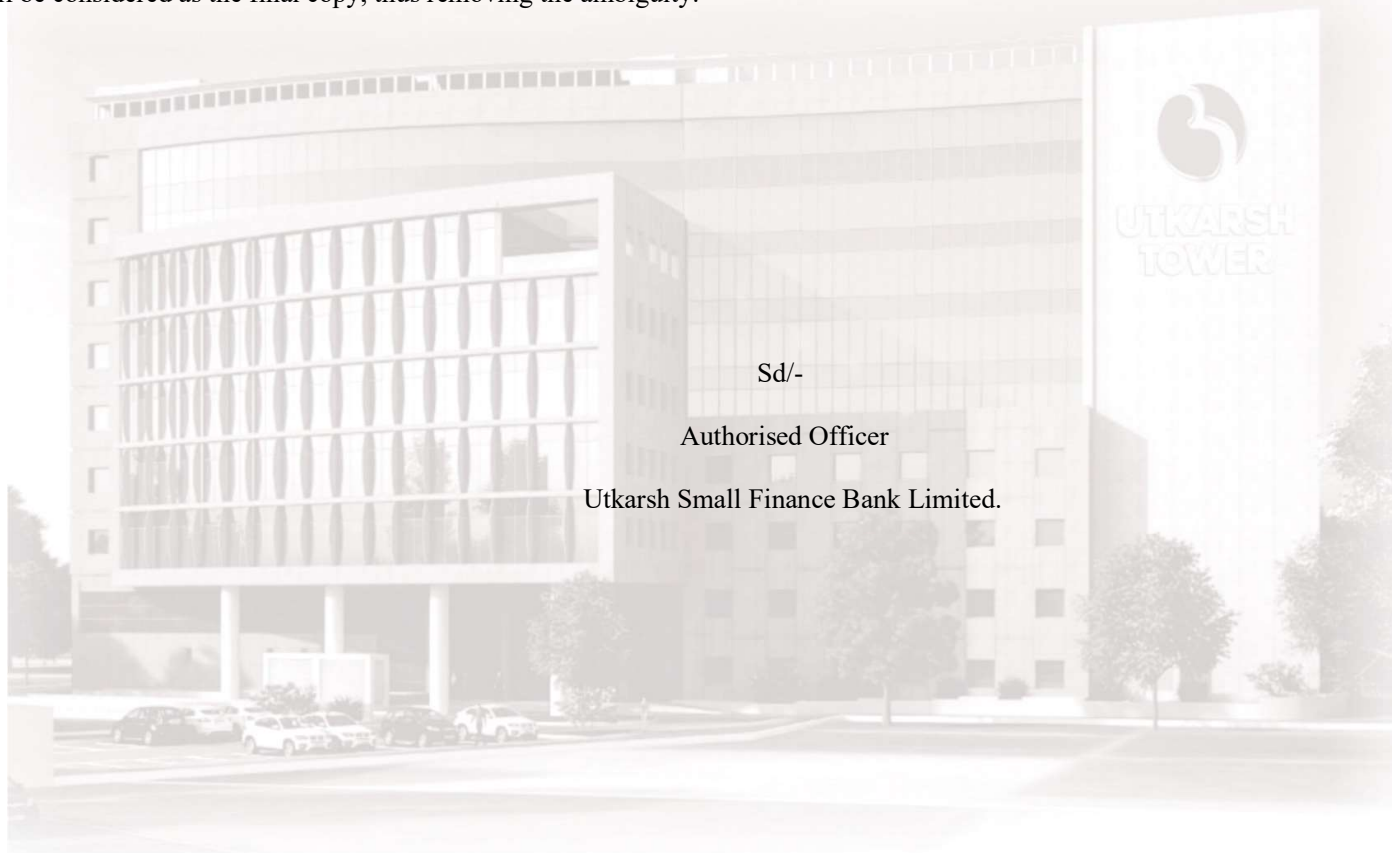 be considered as the final copy, thus removing the ambiguity.
UTKARSH
TOWER
Sd/-
Authorised Officer
Utkarsh Small Finance Bank Limited.